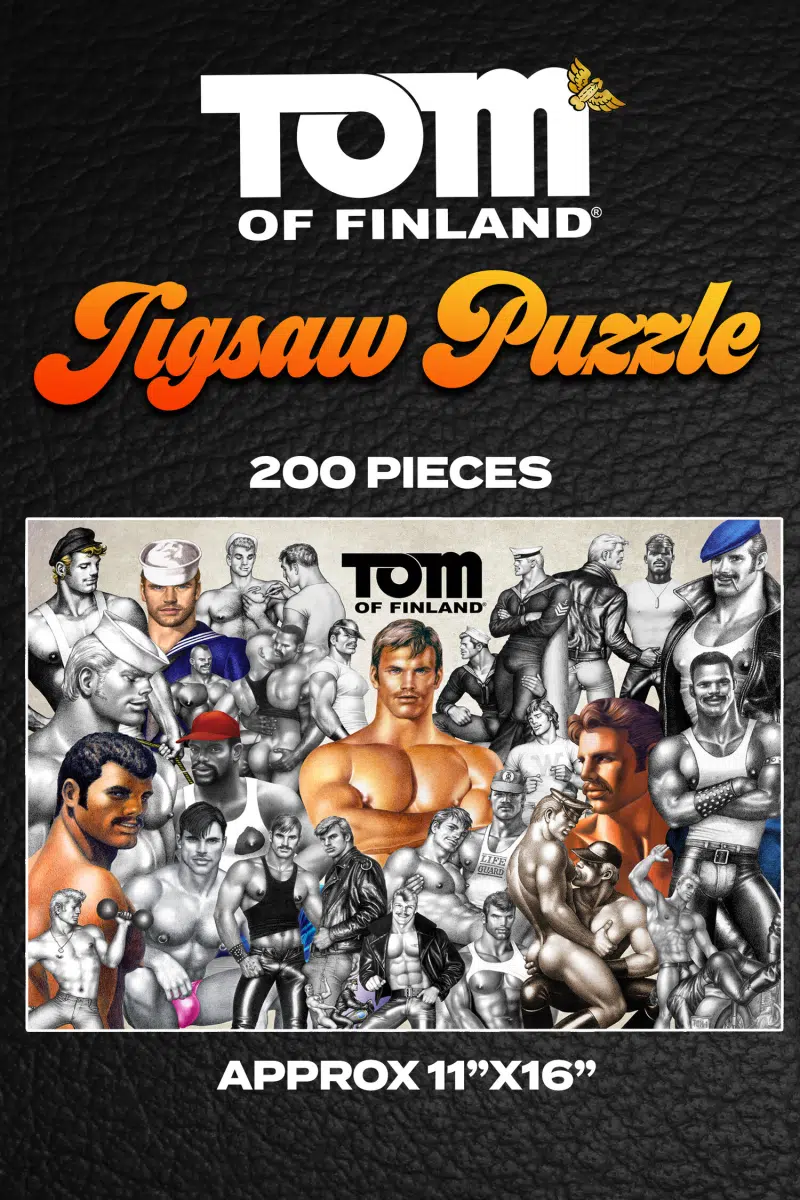 TOM
OF FINLAND®
Jigsaw Puzzle
200 PIECES
TOM
OF FINLAND®
LIFE
GUARD
APPROX 11”X16”